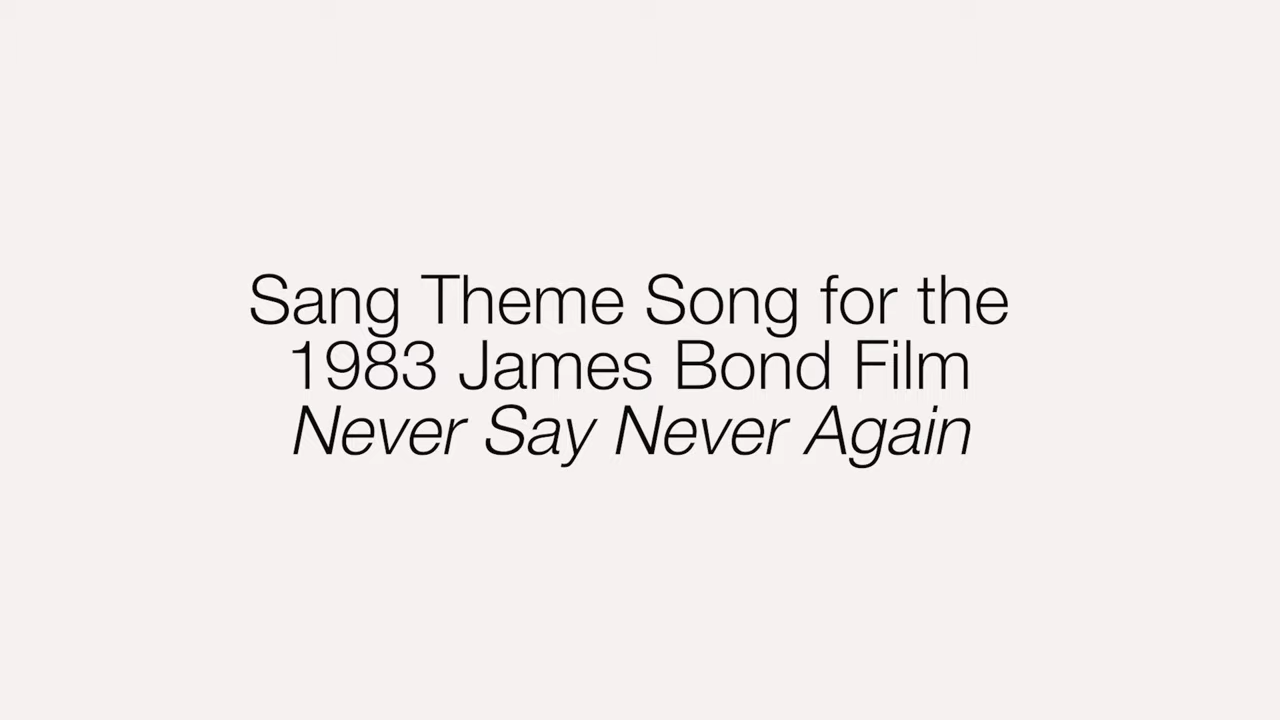 Sang Theme Song for the
1983 James Bond Film
Never Say Never Again